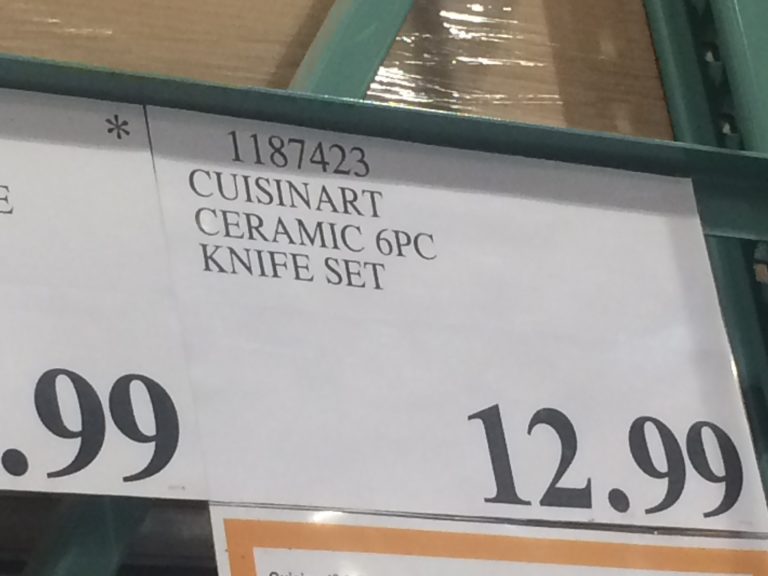 *
E
.99
1187423
CUISINART
CERAMIC 6PC
KNIFE SET
12.99